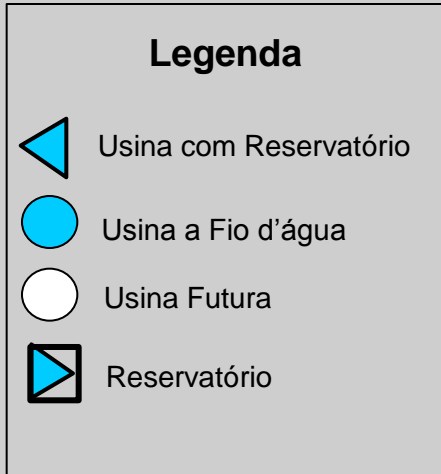 Legenda
Usina com Reservatório
Usina a Fio d’água
Usina Futura
Reservatório